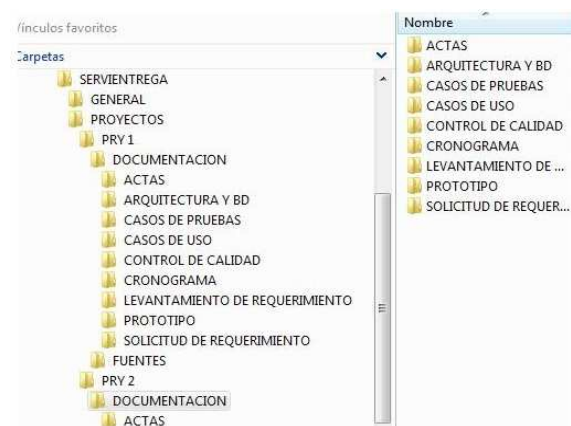 Vínculos favoritos
Carpetas
SERVIENTREGA
GENERAL
PROYECTOS
PRY 1
DOCUMENTACION
ACTAS
ARQUITECTURA Y BD
CASOS DE PRUEBAS
CASOS DE USO
CONTROL DE CALIDAD
CRONOGRAMA
LEVANTAMIENTO DE REQUERIMIENTO
PROTOTIPO
SOLICITUD DE REQUERIMIENTO
FUENTES
PRY 2
DOCUMENTACION
ACTAS
Nombre
ACTAS
ARQUITECTURA Y BD
CASOS DE PRUEBAS
CASOS DE USO
CONTROL DE CALIDAD
CRONOGRAMA
LEVANTAMIENTO DE ...
PROTOTIPO
SOLICITUD DE REQUER...